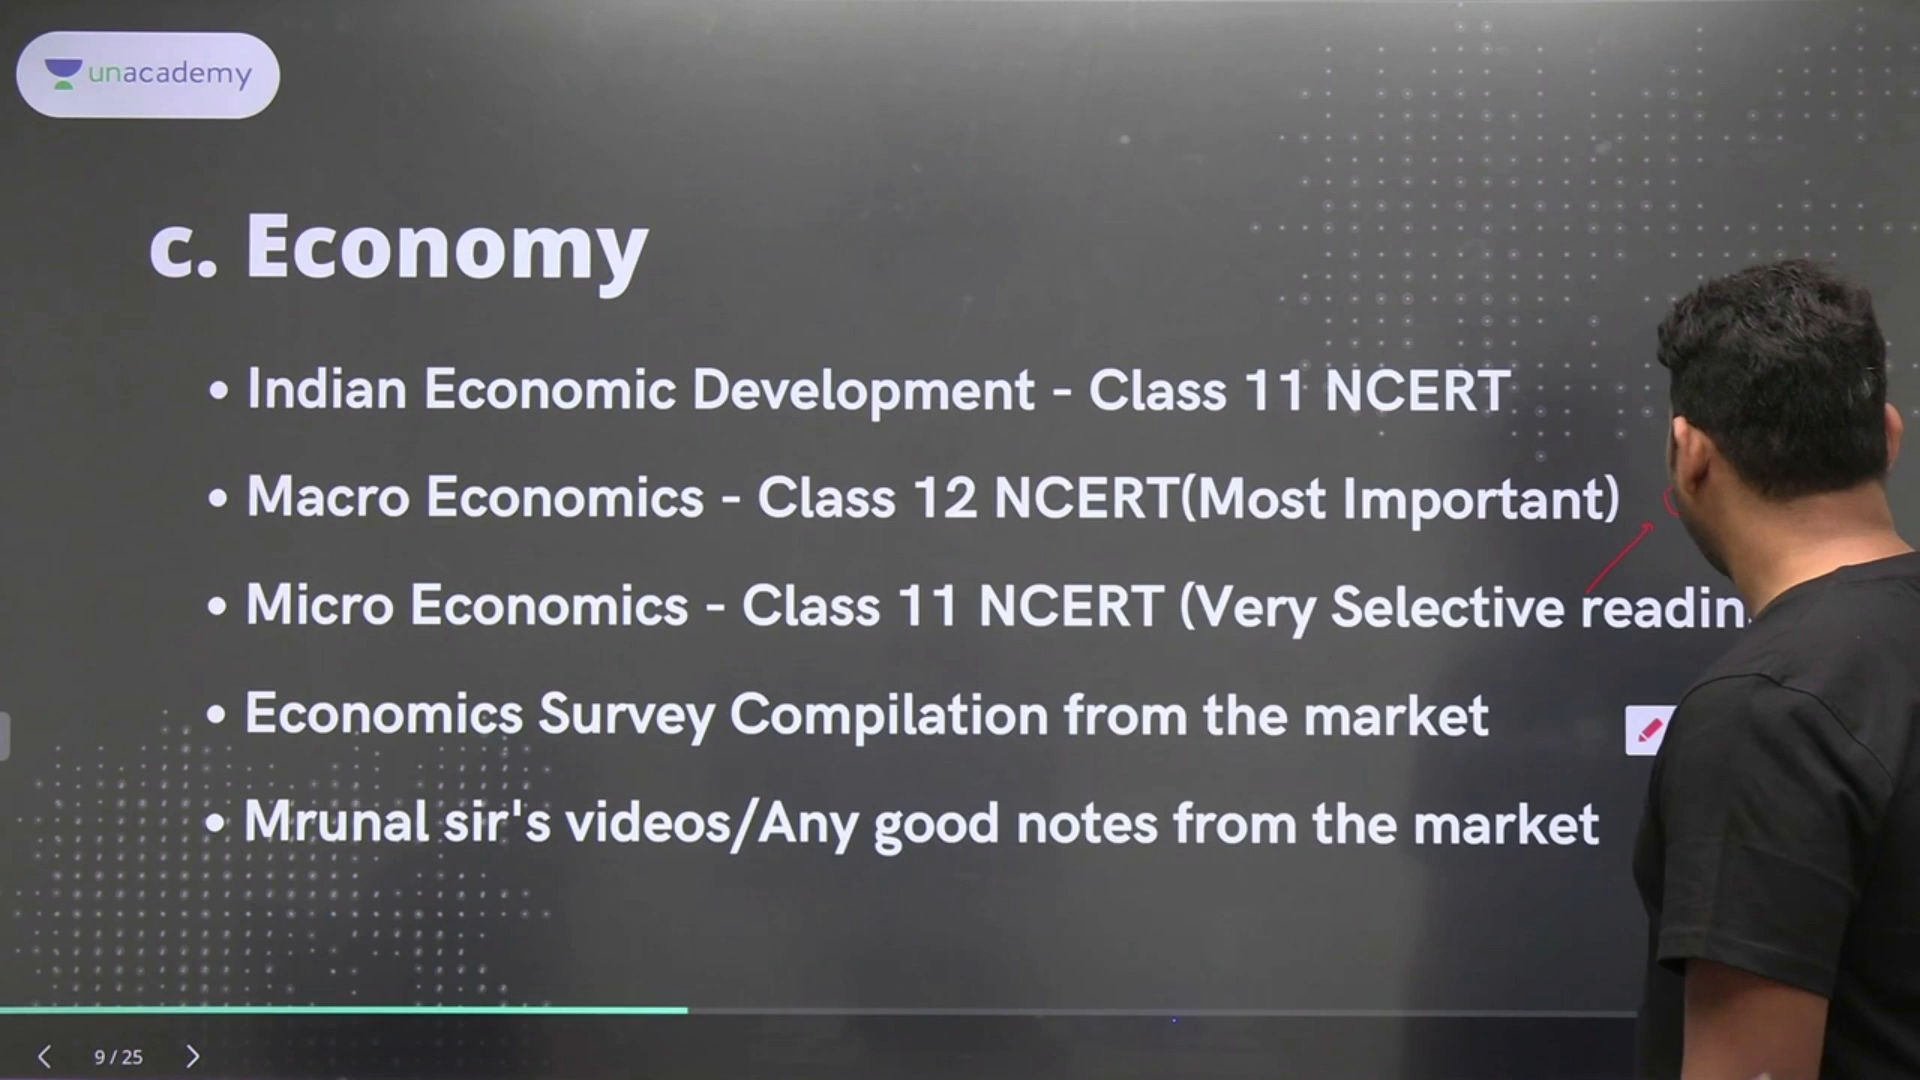 unacademy
c. Economy
• Indian Economic Development - Class 11 NCERT
• Macro Economics - Class 12 NCERT(Most Important)
• Micro Economics - Class 11 NCERT (Very Selective
• Economics Survey Compilation from the market
• Mrunal sir's videos/Any good notes from the market
9 / 25